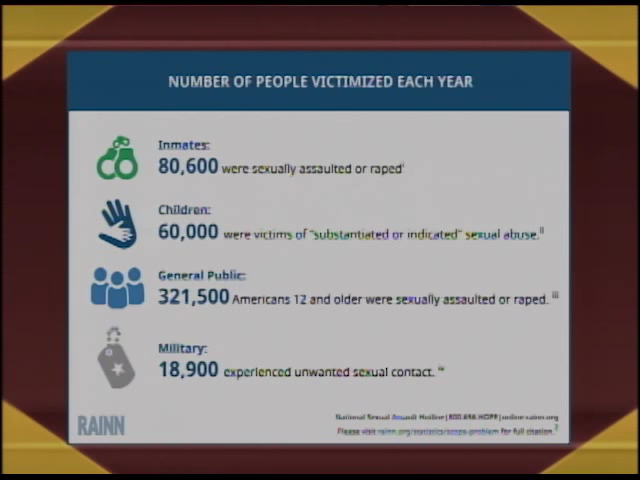 NUMBER OF PEOPLE VICTIMIZED EACH YEAR
Inmates:
80,600 were sexually assaulted or raped i
Children:
60,000 were victims of "substantiated or indicated" sexual abuse. ii
General Public:
321,500 Americans 12 and older were sexually assaulted or raped. iii
Military:
18,900 experienced unwanted sexual contact. iv
RAINN
National Sexual Assault Hotline | 800.656.HOPE | online.rainn.org
Please visit rainn.org/statistics/scope-problem for full citation.